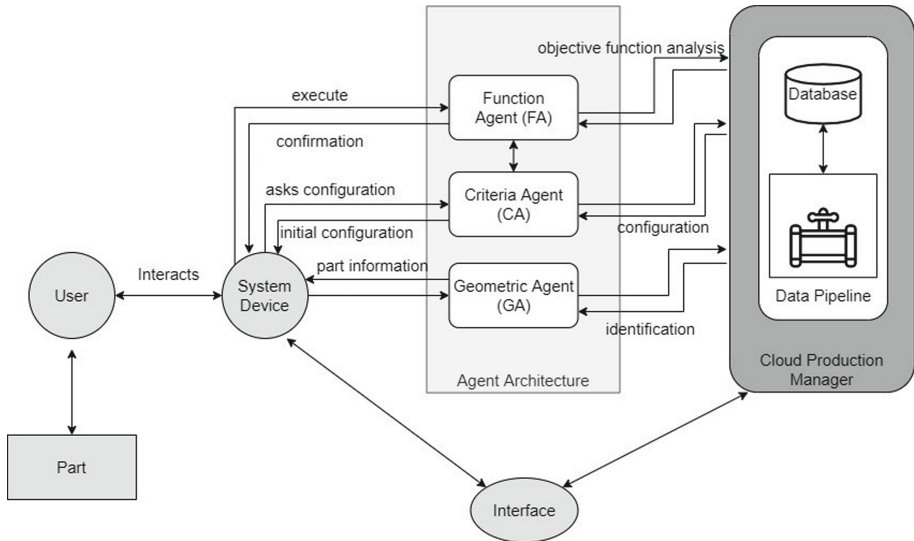 objective function analysis
execute
Function
Agent (FA)
Database
confirmation
asks configuration
Criteria Agent
(CA)
initial configuration
configuration
part information
Interacts
User
System
Device
Geometric Agent
(GA)
Data Pipeline
identification
Cloud Production
Manager
Agent Architecture
Part
Interface